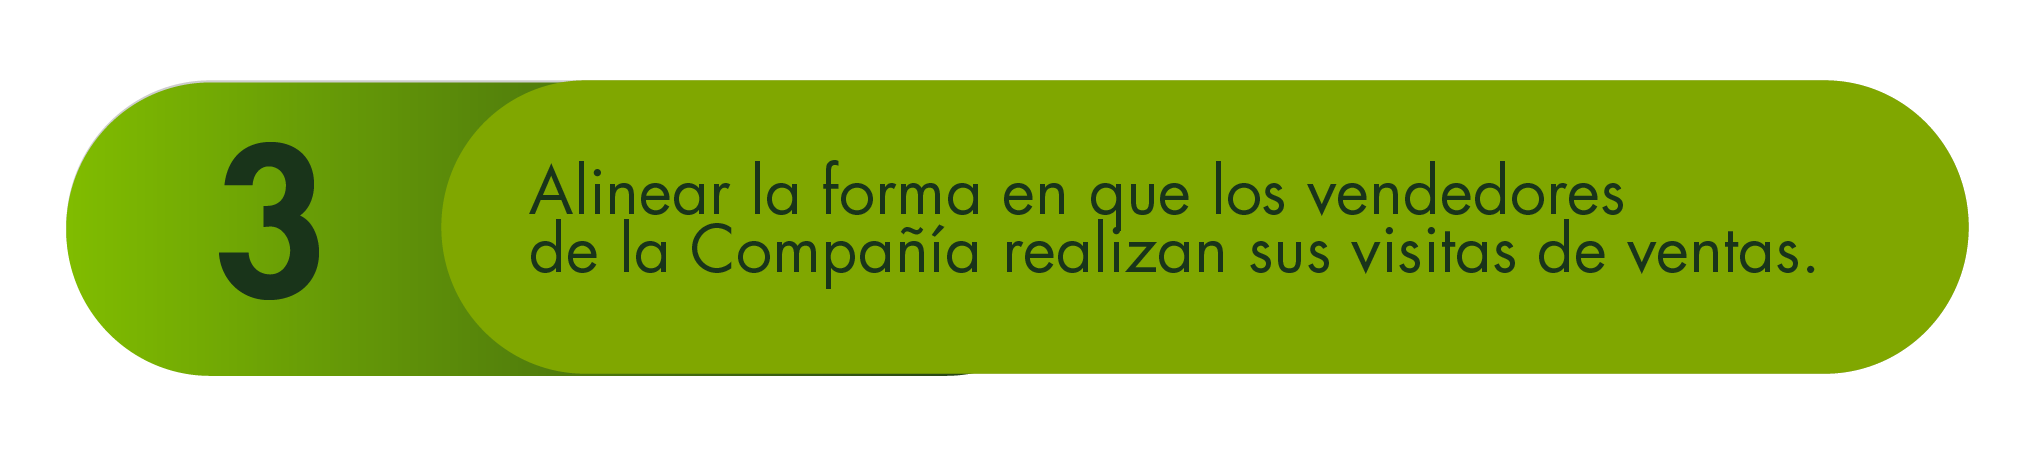 3
Alinear la forma en que los vendedores
de la Compañía realizan sus visitas de ventas.